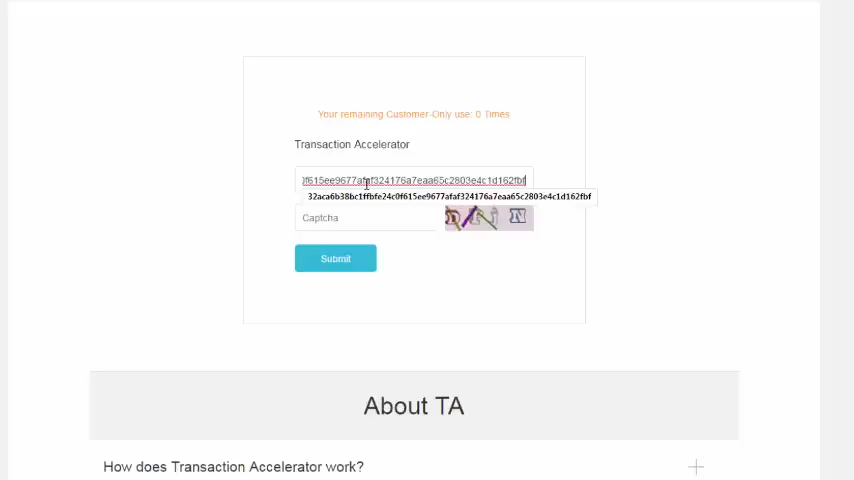 Your remaining Customer-Only use: 0 Times
Transaction Accelerator
0f615ee9677afaf324176a7eaa65c2803e4c1d162fbf
32aca6b38bc1ffbfe24c0f615ee9677afaf324176a7eaa65c2803e4c1d162fbf
Captcha
Submit
About TA
How does Transaction Accelerator work?